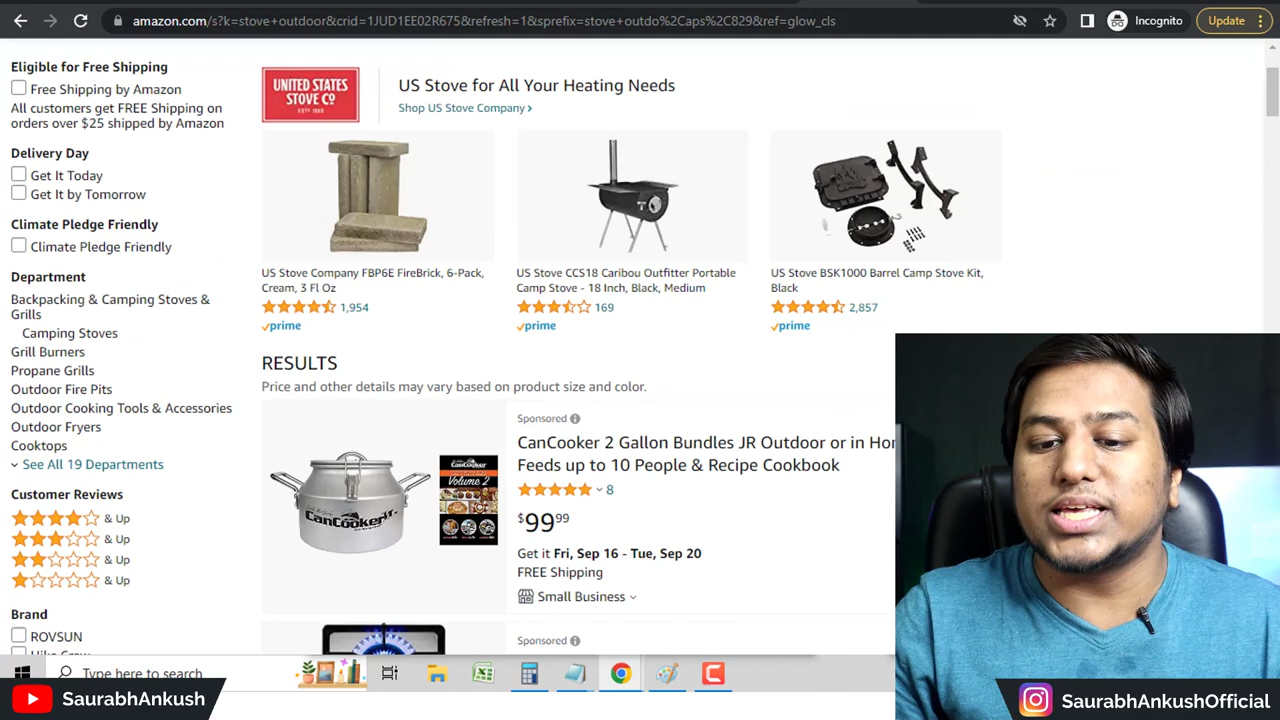 amazon.com/s?k=stove+outdoor&crid=1JUD1EE02R675&refresh=1&sprefix=stove+outdo%2Caps%2C829&ref=glow_cls
Incognito
Update
Eligible for Free Shipping
Free Shipping by Amazon
All customers get FREE Shipping on
orders over $25 shipped by Amazon
Delivery Day
Get It Today
Get It by Tomorrow
Climate Pledge Friendly
Climate Pledge Friendly
Department
Backpacking & Camping Stoves &
Grills
Camping Stoves
Grill Burners
Propane Grills
Outdoor Fire Pits
Outdoor Cooking Tools & Accessories
Outdoor Fryers
Cooktops
See All 19 Departments
Customer Reviews
& Up
& Up
& Up
& Up
Brand
ROVSUN
UNITED STATES
STOVE CO
US Stove for All Your Heating Needs
Shop US Stove Company ›
US Stove Company FBP6E FireBrick, 6-Pack,
Cream, 3 Fl Oz
1,954
prime
US Stove CCS18 Caribou Outfitter Portable
Camp Stove - 18 Inch, Black, Medium
169
prime
US Stove BSK1000 Barrel Camp Stove Kit,
Black
2,857
prime
RESULTS
Price and other details may vary based on product size and color.
CanCooker Jr.
CanCooker
Volume 2
Sponsored
CanCooker 2 Gallon Bundles JR Outdoor or in Hom
Feeds up to 10 People & Recipe Cookbook
8
$99.99
Get it Fri, Sep 16 - Tue, Sep 20
FREE Shipping
Small Business
Sponsored
Type here to search
SaurabhAnkush
SaurabhAnkushOfficial